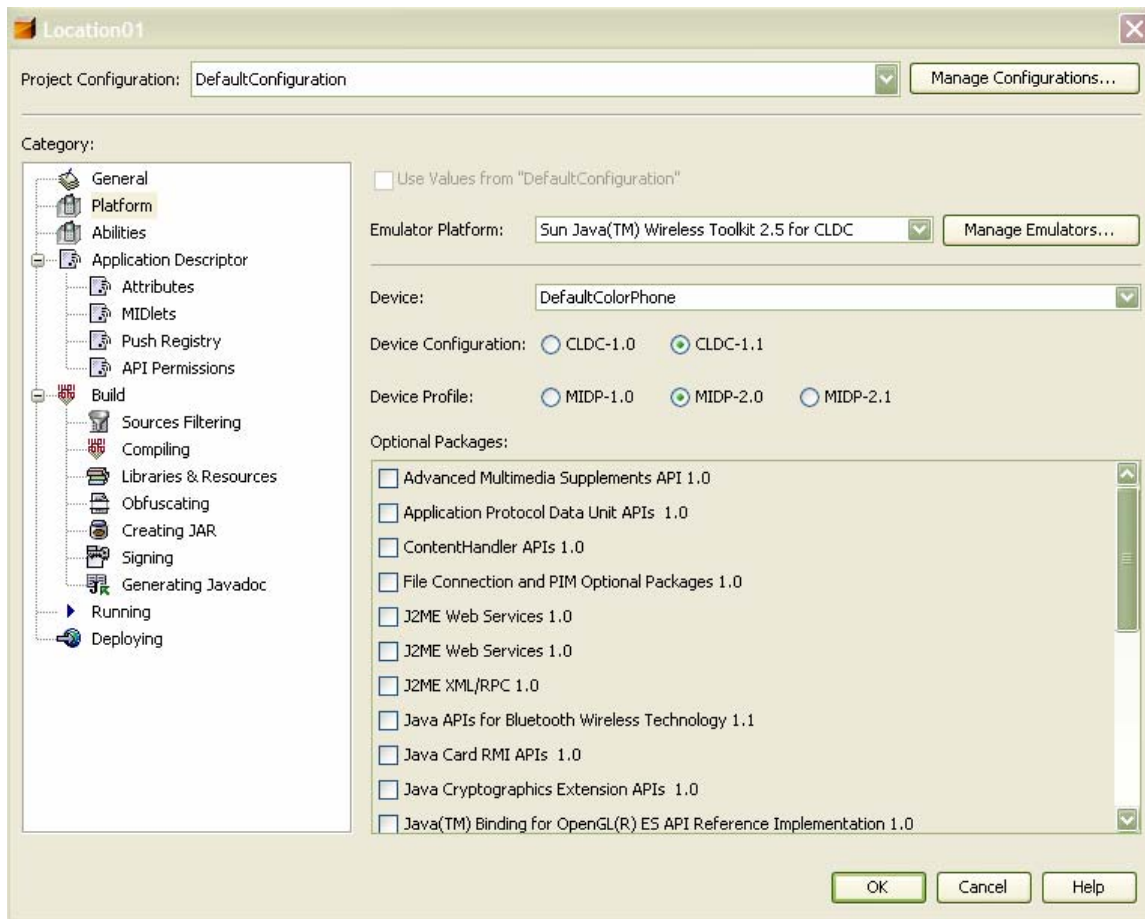 Location01
Project Configuration: DefaultConfiguration Manage Configurations...
Category:
General
Platform
Abilities
Application Descriptor
Attributes
MIDlets
Push Registry
API Permissions
Build
Sources Filtering
Compiling
Libraries & Resources
Obfuscating
Creating JAR
Signing
Generating Javadoc
Running
Deploying
Use Values from "DefaultConfiguration"
Emulator Platform: Sun Java(TM) Wireless Toolkit 2.5 for CLDC Manage Emulators...
Device: DefaultColorPhone
Device Configuration: CLDC-1.0 CLDC-1.1
Device Profile: MIDP-1.0 MIDP-2.0 MIDP-2.1
Optional Packages:
Advanced Multimedia Supplements API 1.0
Application Protocol Data Unit APIs 1.0
ContentHandler APIs 1.0
File Connection and PIM Optional Packages 1.0
J2ME Web Services 1.0
J2ME Web Services 1.0
J2ME XML/RPC 1.0
Java APIs for Bluetooth Wireless Technology 1.1
Java Card RMI APIs 1.0
Java Cryptographics Extension APIs 1.0
Java(TM) Binding for OpenGL(R) ES API Reference Implementation 1.0
OK Cancel Help